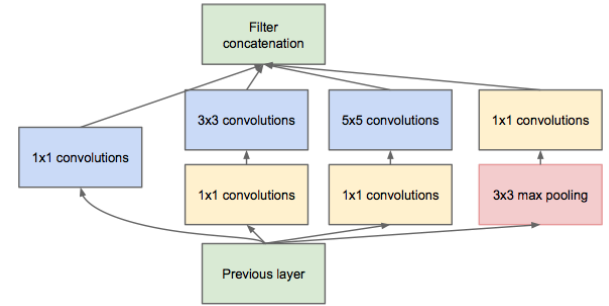 Filter
concatenation
3x3 convolutions
5x5 convolutions
1x1 convolutions
1x1 convolutions
1x1 convolutions
1x1 convolutions
3x3 max pooling
Previous layer